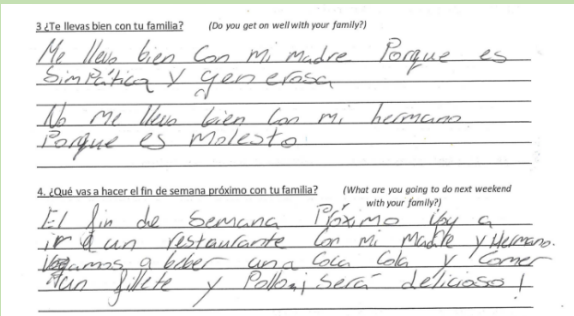 3 ¿Te llevas bien con tu familia? (Do you get on well with your family?)
Me llevo bien con mi madre Porque es
Simpática y generosa
No me llevo bien con mi hermano
Porque es molesto
4. ¿Qué vas a hacer el fin de semana próximo con tu familia? (What are you going to do next weekend
with your family?)
El fin de semana Próximo voy a
ir a un restaurante con mi Madre y Hermano.
Vamos a beber una Coca Cola y Comer
un fillete y Pollo ¡ Será delicioso !